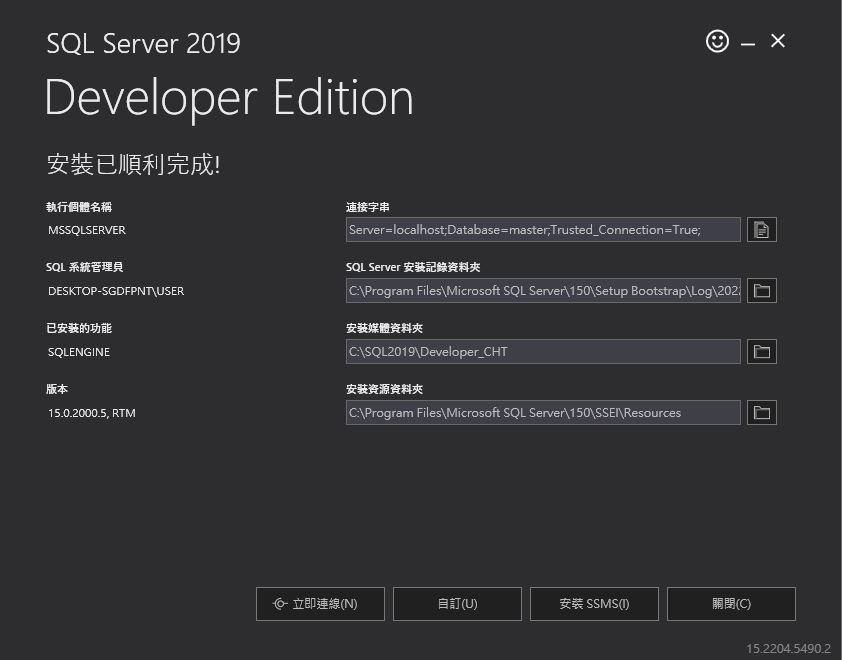 SQL Server 2019
Developer Edition
安裝已順利完成!
執行個體名稱
MSSQLSERVER
連接字串
Server=localhost;Database=master;Trusted_Connection=True;
SQL 系統管理員
DESKTOP-SGDFPNT\USER
SQL Server 安裝記錄資料夾
C:\Program Files\Microsoft SQL Server\150\Setup Bootstrap\Log\202
已安裝的功能
SQLENGINE
安裝媒體資料夾
C:\SQL2019\Developer_CHT
版本
15.0.2000.5, RTM
安裝資源資料夾
C:\Program Files\Microsoft SQL Server\150\SSEI\Resources
立即連線(N)
自訂(U)
安裝 SSMS(I)
關閉(C)
15.2204.5490.2